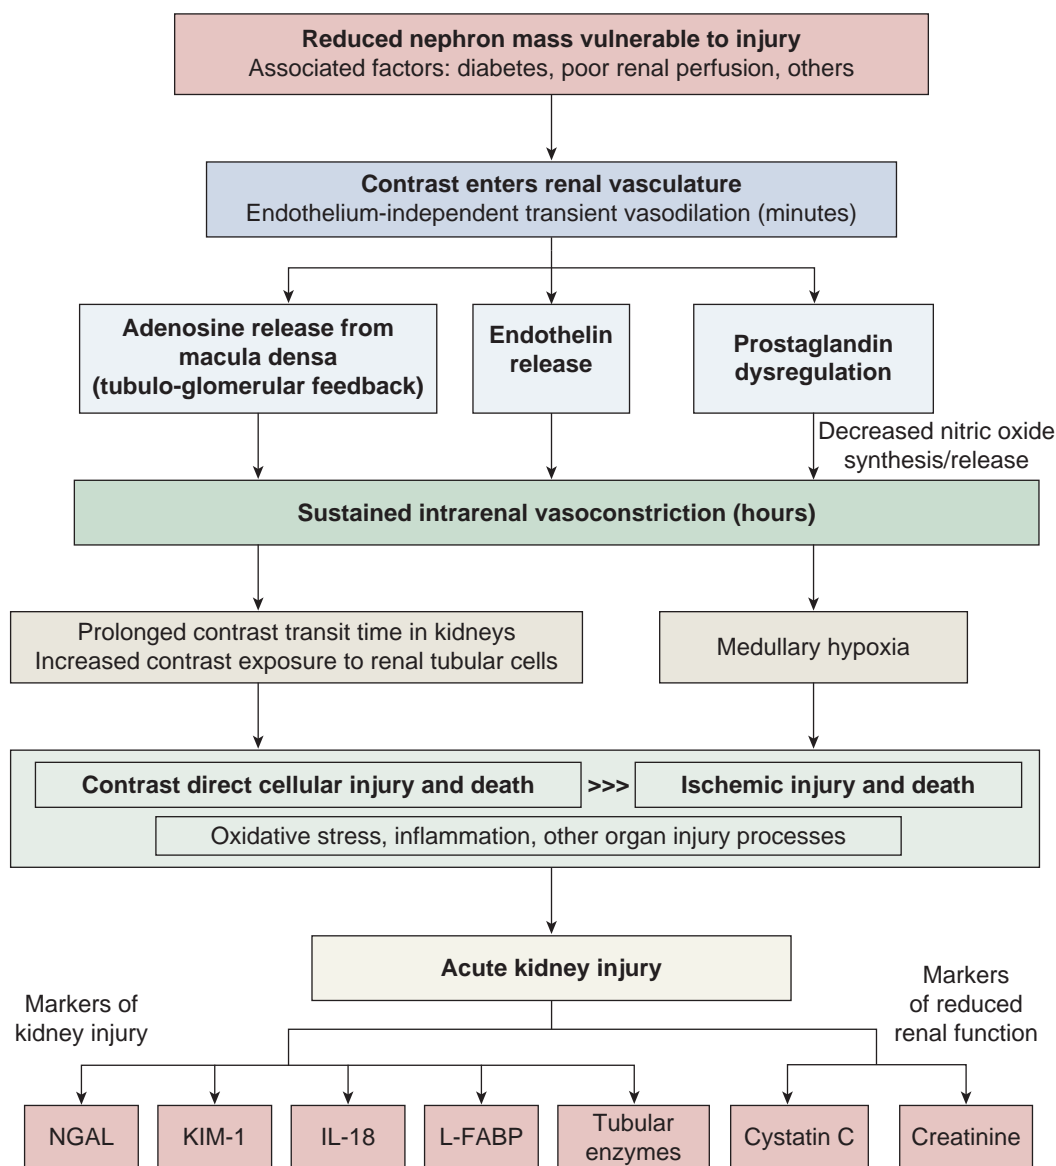 Reduced nephron mass vulnerable to injury
Associated factors: diabetes, poor renal perfusion, others
Contrast enters renal vasculature
Endothelium-independent transient vasodilation (minutes)
Adenosine release from
macula densa
(tubulo-glomerular feedback)
Endothelin
release
Prostaglandin
dysregulation
Decreased nitric oxide
synthesis/release
Sustained intrarenal vasoconstriction (hours)
Prolonged contrast transit time in kidneys
Increased contrast exposure to renal tubular cells
Medullary hypoxia
Contrast direct cellular injury and death >>> Ischemic injury and death
Oxidative stress, inflammation, other organ injury processes
Acute kidney injury
Markers of
kidney injury
Markers
of reduced
renal function
NGAL
KIM-1
IL-18
L-FABP
Tubular
enzymes
Cystatin C
Creatinine